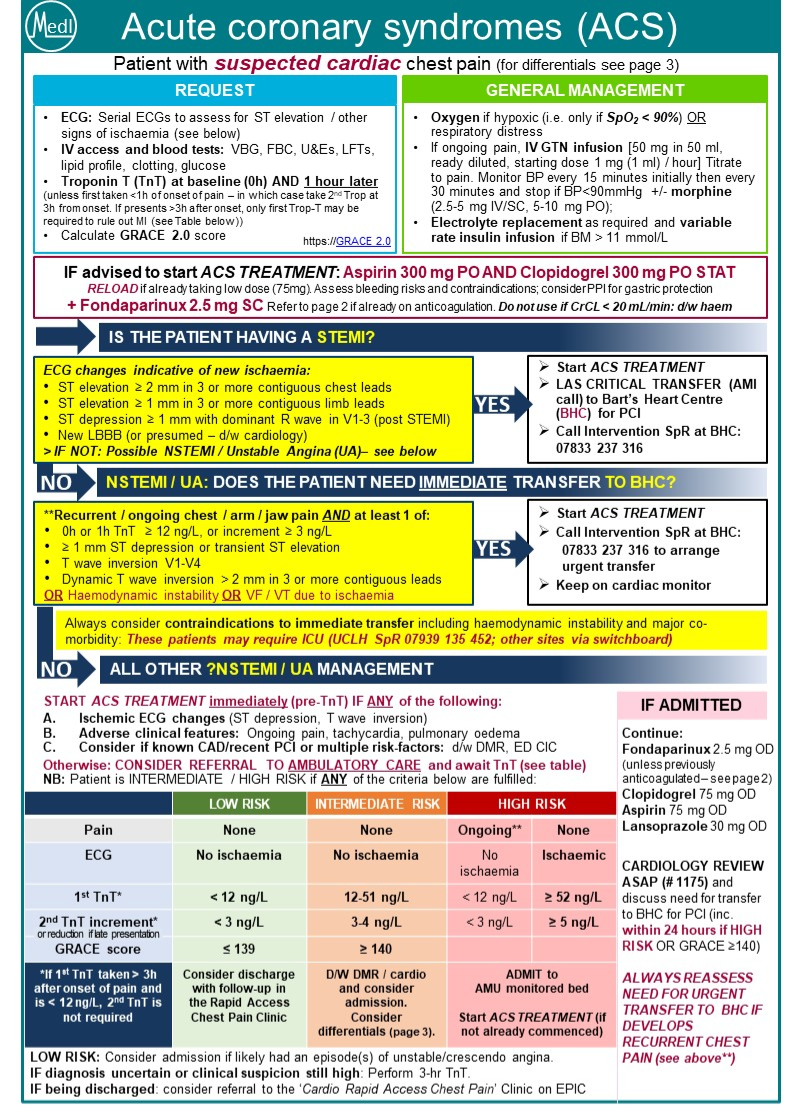 MedI
Acute coronary syndromes (ACS)
Patient with suspected cardiac chest pain (for differentials see page 3)
REQUEST
• ECG: Serial ECGs to assess for ST elevation / other
signs of ischaemia (see below)
• IV access and blood tests: VBG, FBC, U&Es, LFTs,
lipid profile, clotting, glucose
• Troponin T (TnT) at baseline (0h) AND 1 hour later
(unless first taken <1h of onset of pain – in which case take 2nd Trop at
3h from onset. If presents >3h after onset, only first Trop-T may be
required to rule out MI (see Table below))
• Calculate GRACE 2.0 score
https://GRACE 2.0
GENERAL MANAGEMENT
• Oxygen if hypoxic (i.e. only if SpO2 < 90%) OR
respiratory distress
• If ongoing pain, IV GTN infusion [50 mg in 50 ml,
ready diluted, starting dose 1 mg (1 ml) / hour] Titrate
to pain. Monitor BP every 15 minutes initially then every
30 minutes and stop if BP<90mmHg +/- morphine
(2.5-5 mg IV/SC, 5-10 mg PO);
• Electrolyte replacement as required and variable
rate insulin infusion if BM > 11 mmol/L
IF advised to start ACS TREATMENT: Aspirin 300 mg PO AND Clopidogrel 300 mg PO STAT
RELOAD if already taking low dose (75mg). Assess bleeding risks and contraindications; consider PPI for gastric protection
+ Fondaparinux 2.5 mg SC Refer to page 2 if already on anticoagulation. Do not use if CrCL < 20 mL/min: d/w haem
IS THE PATIENT HAVING A STEMI?
ECG changes indicative of new ischaemia:
• ST elevation ≥ 2 mm in 3 or more contiguous chest leads
• ST elevation ≥ 1 mm in 3 or more contiguous limb leads
• ST depression ≥ 1 mm with dominant R wave in V1-3 (post STEMI)
• New LBBB (or presumed – d/w cardiology)
> IF NOT: Possible NSTEMI / Unstable Angina (UA)– see below
YES
➢ Start ACS TREATMENT
➢ LAS CRITICAL TRANSFER (AMI
call) to Bart's Heart Centre
(BHC) for PCI
➢ Call Intervention SpR at BHC:
07833 237 316
NO
NSTEMI / UA: DOES THE PATIENT NEED IMMEDIATE TRANSFER TO BHC?
**Recurrent / ongoing chest / arm / jaw pain AND at least 1 of:
• 0h or 1h TnT ≥ 12 ng/L, or increment ≥ 3 ng/L
• ≥ 1 mm ST depression or transient ST elevation
• T wave inversion V1-V4
• Dynamic T wave inversion > 2 mm in 3 or more contiguous leads
OR Haemodynamic instability OR VF / VT due to ischaemia
YES
➢ Start ACS TREATMENT
➢ Call Intervention SpR at BHC:
07833 237 316 to arrange
urgent transfer
➢ Keep on cardiac monitor
Always consider contraindications to immediate transfer including haemodynamic instability and major co-
morbidity: These patients may require ICU (UCLH SpR 07939 135 452; other sites via switchboard)
NO
ALL OTHER ?NSTEMI / UA MANAGEMENT
START ACS TREATMENT immediately (pre-TnT) IF ANY of the following:
A. Ischemic ECG changes (ST depression, T wave inversion)
B. Adverse clinical features: Ongoing pain, tachycardia, pulmonary oedema
C. Consider if known CAD/recent PCI or multiple risk-factors: d/w DMR, ED CIC
Otherwise: CONSIDER REFERRAL TO AMBULATORY CARE and await TnT (see table)
NB: Patient is INTERMEDIATE / HIGH RISK if ANY of the criteria below are fulfilled:
LOW RISK INTERMEDIATE RISK HIGH RISK
Pain None None Ongoing** None
ECG No ischaemia No ischaemia No ischaemia Ischaemic
1st TnT* < 12 ng/L 12-51 ng/L < 12 ng/L ≥ 52 ng/L
2nd TnT increment* < 3 ng/L 3-4 ng/L < 3 ng/L ≥ 5 ng/L
or reduction if late presentation
GRACE score ≤ 139 ≥ 140
*If 1st TnT taken > 3h
after onset of pain and
is < 12 ng/L, 2nd TnT is
not required
Consider discharge
with follow-up in
the Rapid Access
Chest Pain Clinic
D/W DMR / cardio
and consider
admission.
Consider
differentials (page 3).
ADMIT to
AMU monitored bed
Start ACS TREATMENT (if
not already commenced)
IF ADMITTED
Continue:
Fondaparinux 2.5 mg OD
(unless previously
anticoagulated – see page 2)
Clopidogrel 75 mg OD
Aspirin 75 mg OD
Lansoprazole 30 mg OD
CARDIOLOGY REVIEW
ASAP (# 1175) and
discuss need for transfer
to BHC for PCI (inc.
within 24 hours if HIGH
RISK OR GRACE ≥140)
ALWAYS REASSESS
NEED FOR URGENT
TRANSFER TO BHC IF
DEVELOPS
RECURRENT CHEST
PAIN (see above**)
LOW RISK: Consider admission if likely had an episode(s) of unstable/crescendo angina.
IF diagnosis uncertain or clinical suspicion still high: Perform 3-hr TnT.
IF being discharged: consider referral to the 'Cardio Rapid Access Chest Pain' Clinic on EPIC